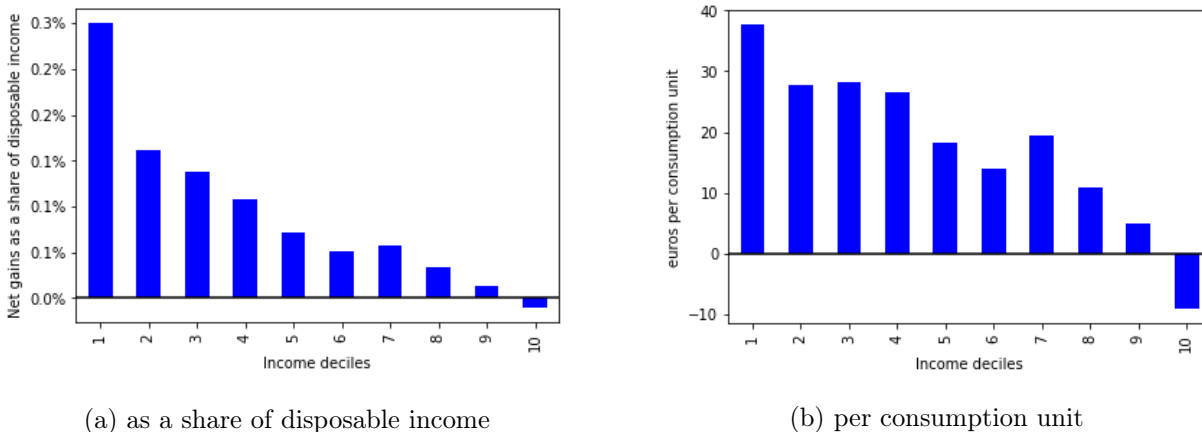 Net gains as a share of disposable income
0.3%
0.2%
0.2%
0.1%
0.1%
0.1%
0.0%
1 2 3 4 5 6 7 8 9 10
Income deciles
(a) as a share of disposable income
euros per consumption unit
40
30
20
10
0
−10
1 2 3 4 5 6 7 8 9 10
Income deciles
(b) per consumption unit